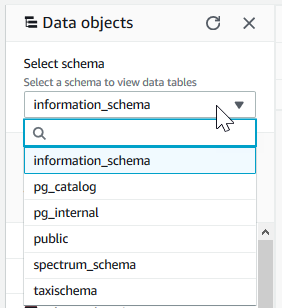 Data objects
Select schema
Select a schema to view data tables
information_schema
information_schema
pg_catalog
pg_internal
public
spectrum_schema
taxischema